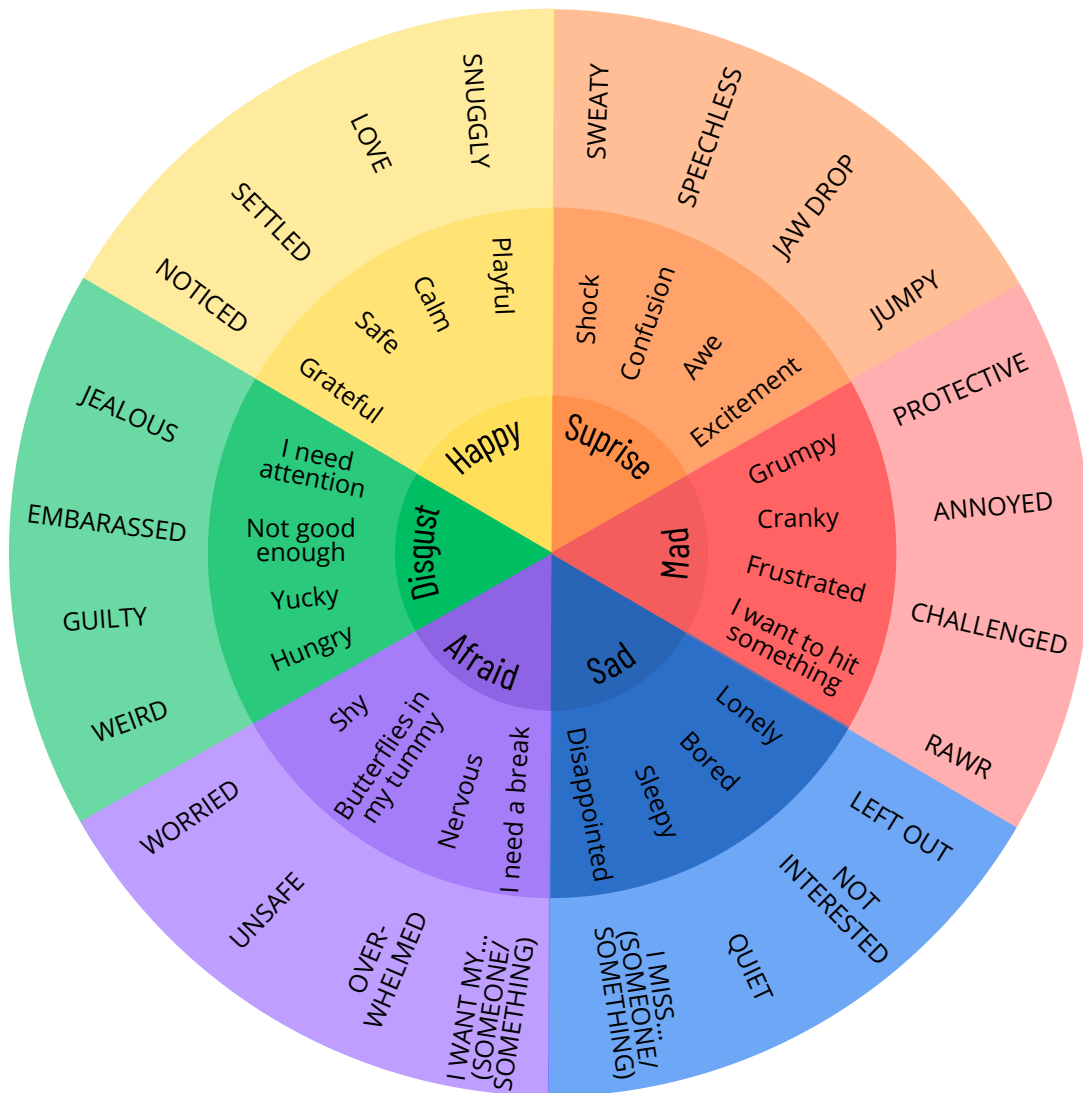 Happy
Playful
Calm
Safe
Grateful
SNUGGLY
LOVE
SETTLED
NOTICED
Suprise
Shock
Confusion
Awe
Excitement
SWEATY
SPEECHLESS
JAW DROP
JUMPY
Mad
Grumpy
Cranky
Frustrated
I want to hit
something
PROTECTIVE
ANNOYED
CHALLENGED
RAWR
Sad
Lonely
Bored
Sleepy
Disappointed
LEFT OUT
NOT
INTERESTED
QUIET
I MISS...
(SOMEONE/
SOMETHING)
Afraid
I need a break
Nervous
Butterflies in
my tummy
Shy
I WANT MY...
(SOMEONE/
SOMETHING)
OVER-
WHELMED
UNSAFE
WORRIED
Disgust
Hungry
Yucky
Not good
enough
I need
attention
WEIRD
GUILTY
EMBARASSED
JEALOUS